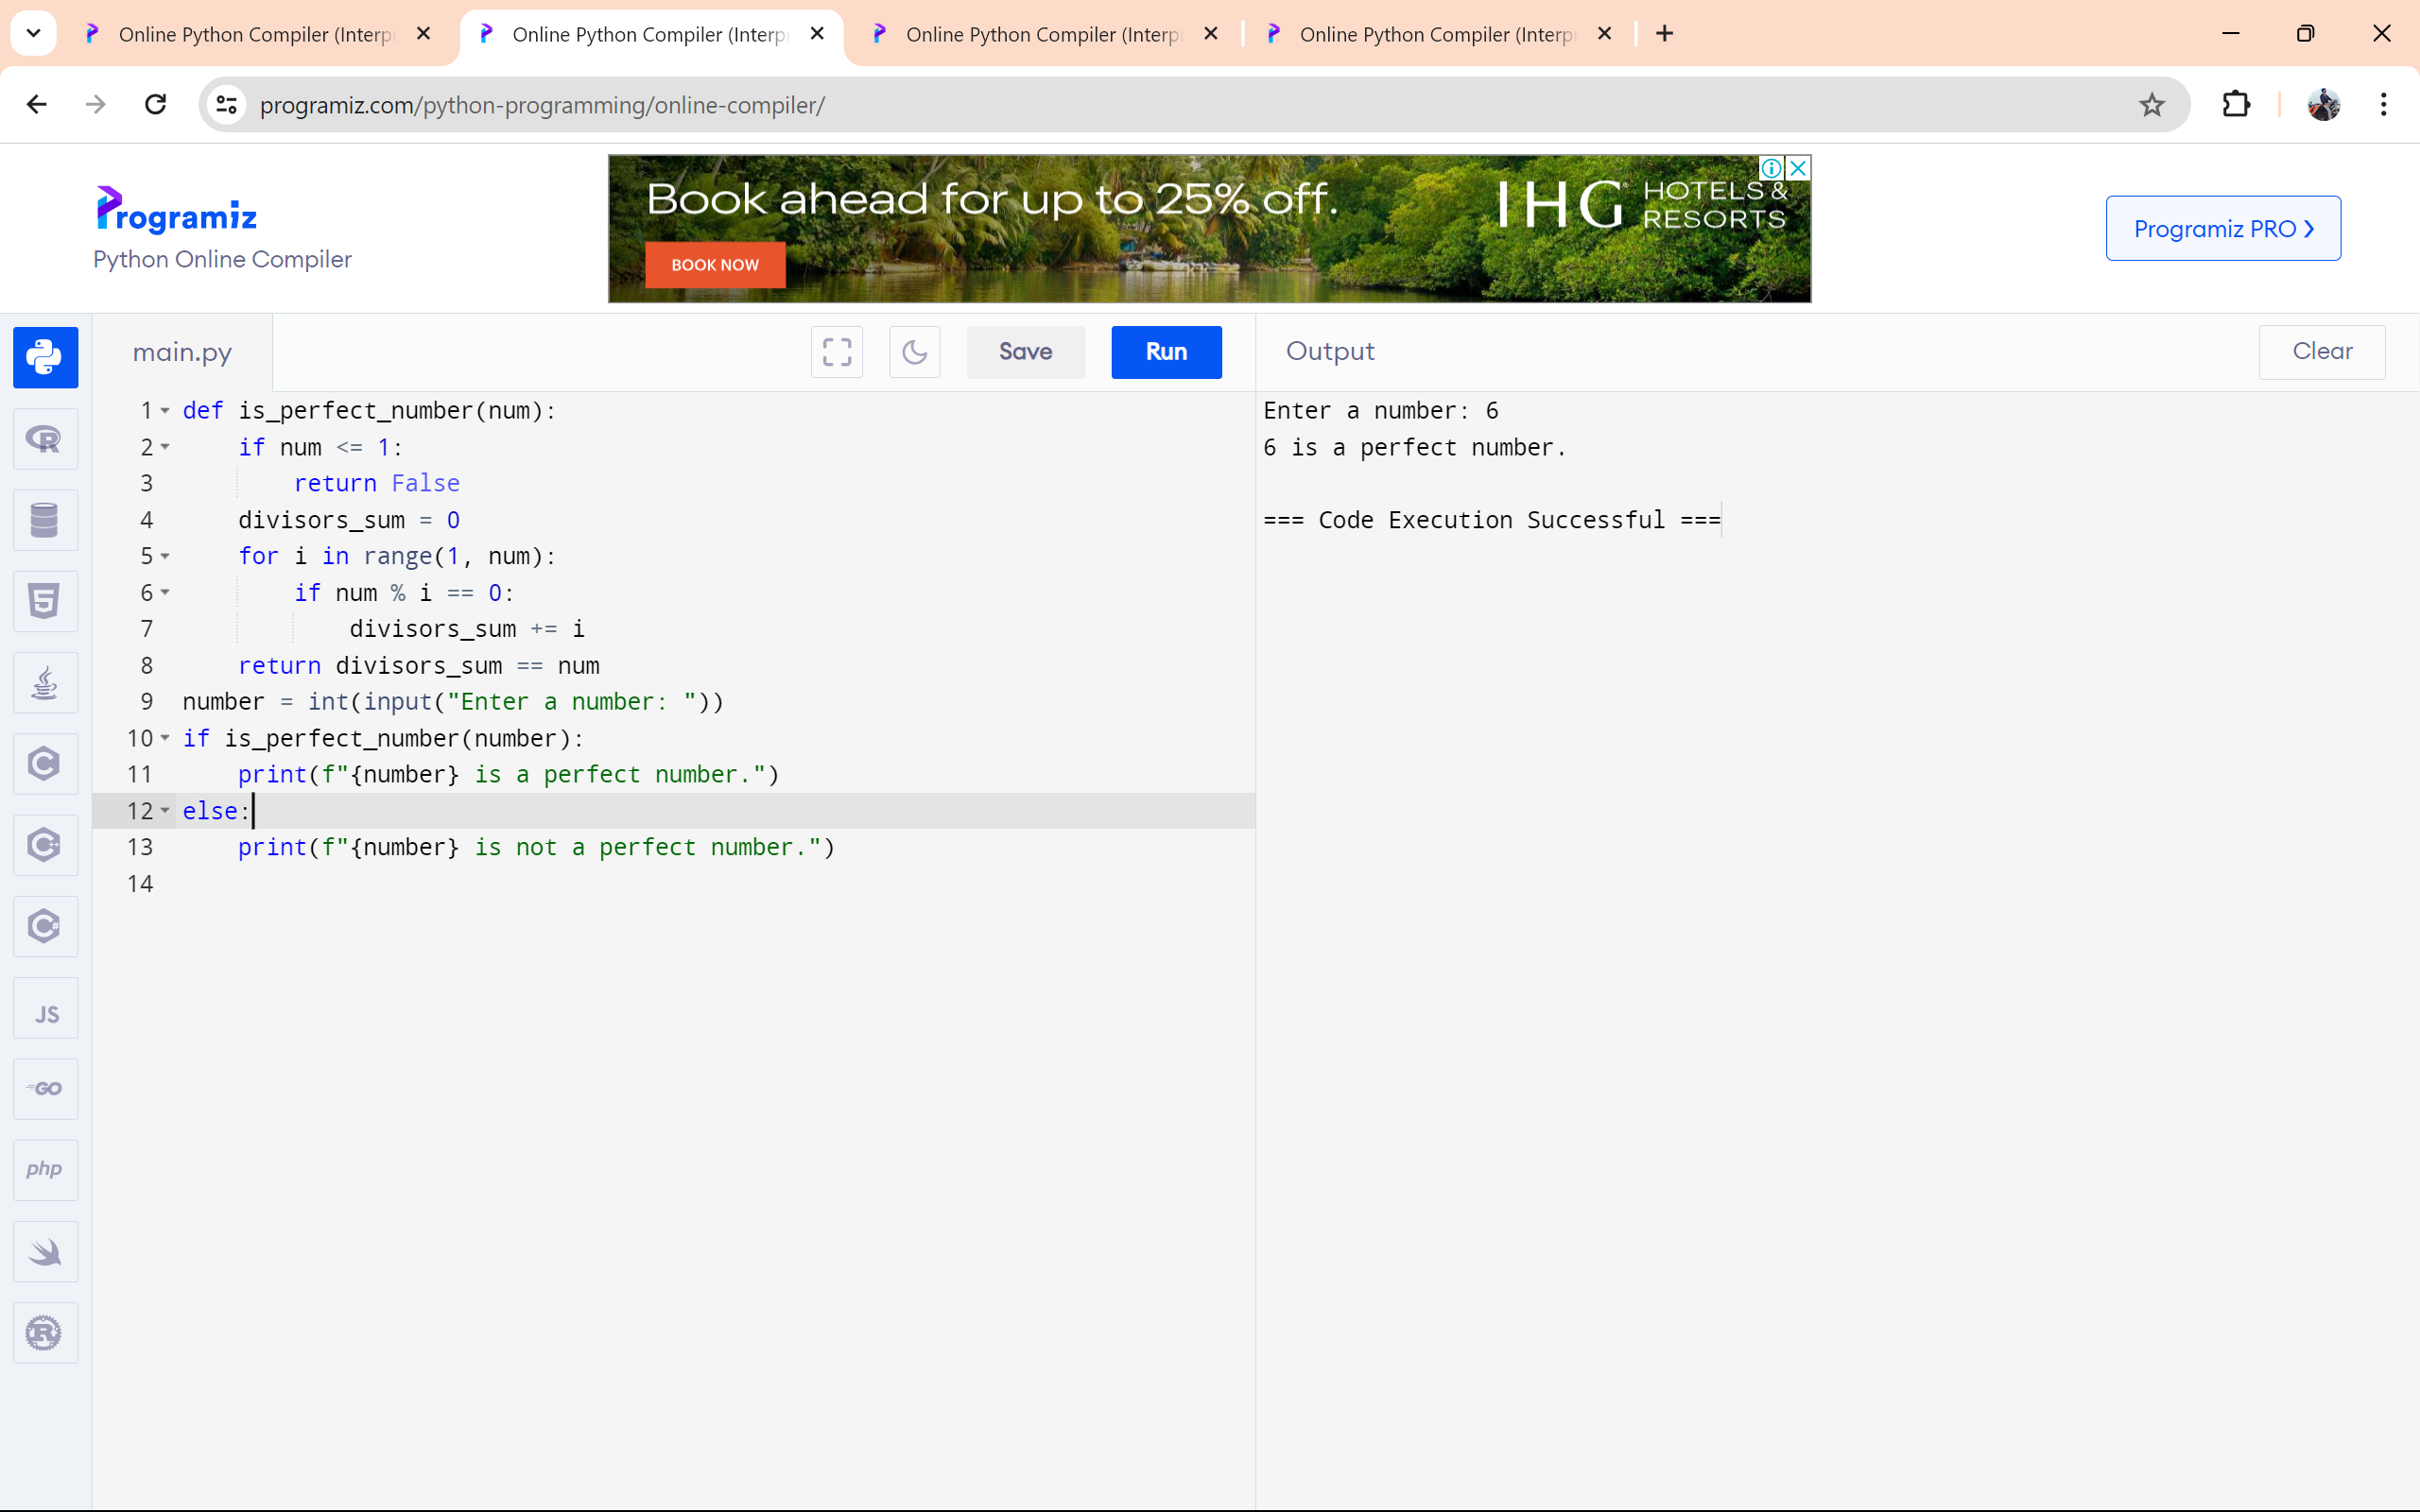 Online Python Compiler (Interp
Online Python Compiler (Interp
Online Python Compiler (Interp
Online Python Compiler (Interp
programiz.com/python-programming/online-compiler/
Programiz
Python Online Compiler
Book ahead for up to 25% off.
BOOK NOW
IHG HOTELS &
RESORTS
Programiz PRO
main.py
Save
Run
Output
Clear
1 def is_perfect_number(num):
2     if num <= 1:
3         return False
4     divisors_sum = 0
5     for i in range(1, num):
6         if num % i == 0:
7             divisors_sum += i
8     return divisors_sum == num
9 number = int(input("Enter a number: "))
10 if is_perfect_number(number):
11     print(f"{number} is a perfect number.")
12 else:
13     print(f"{number} is not a perfect number.")
14
Enter a number: 6
6 is a perfect number.
=== Code Execution Successful ===
R
5
C
C++
C#
JS
GO
php
R